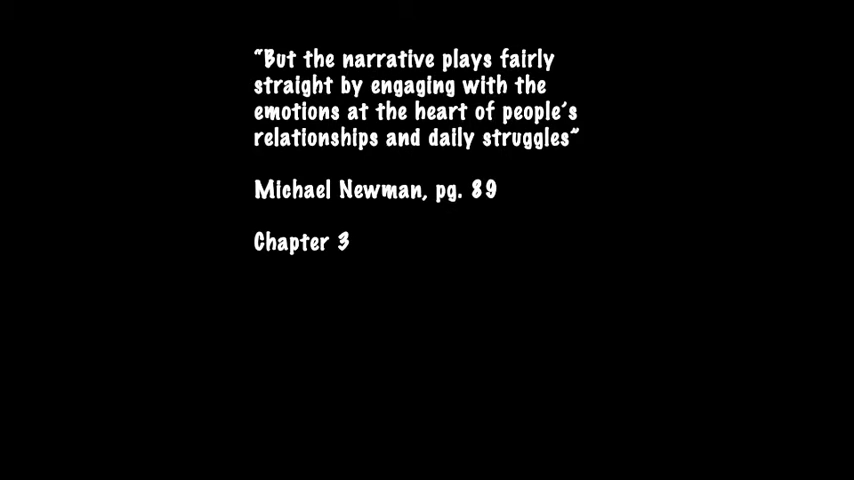 “But the narrative plays fairly
straight by engaging with the
emotions at the heart of people’s
relationships and daily struggles”
Michael Newman, pg. 89
Chapter 3